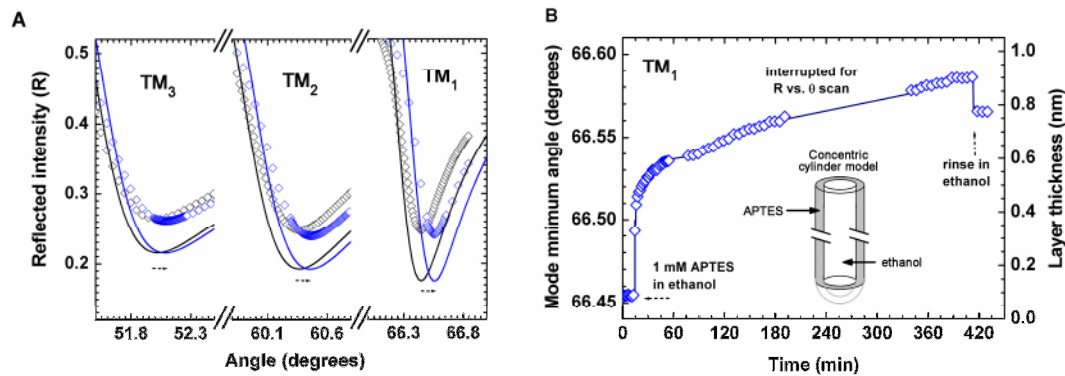 A
Reflected intensity (R)
0.5
0.4
0.3
0.2
TM3
TM2
TM1
51.8 52.3 60.1 60.6 66.3 66.8
Angle (degrees)
B
Mode mnimum angle (degrees)
66.60
66.55
66.50
66.45
TM1
interrupted for
R vs. θ scan
Concentric
cylinder model
APTES
ethanol
1 mM APTES
in ethanol
rinse in
ethanol
1.0
0.8
0.6
0.4
0.2
0.0
Layer thickness (nm)
0 60 120 180 240 300 360 420
Time (min)